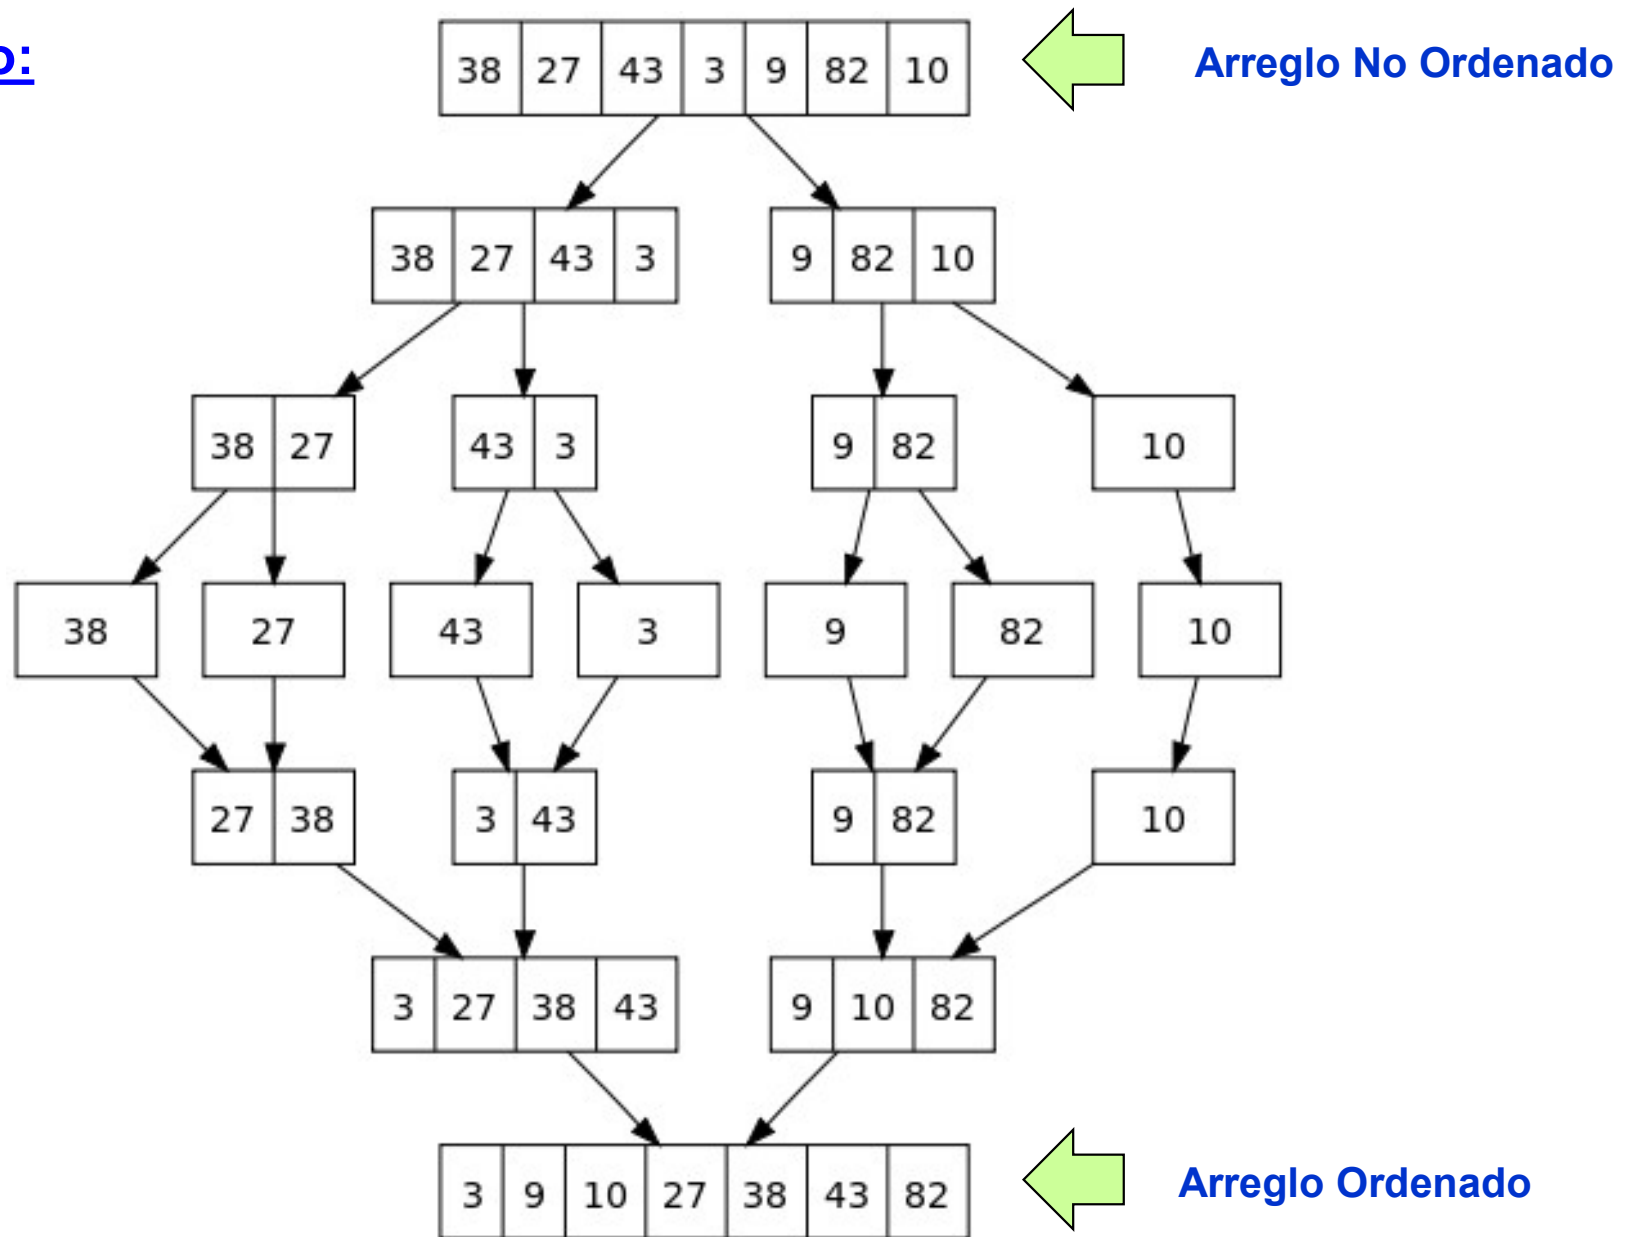 o:
38 27 43 3 9 82 10 Arreglo No Ordenado
38 27 43 3 9 82 10
38 27 43 3 9 82 10
38 27 43 3 9 82 10
27 38 3 43 9 82 10
3 27 38 43 9 10 82
3 9 10 27 38 43 82 Arreglo Ordenado